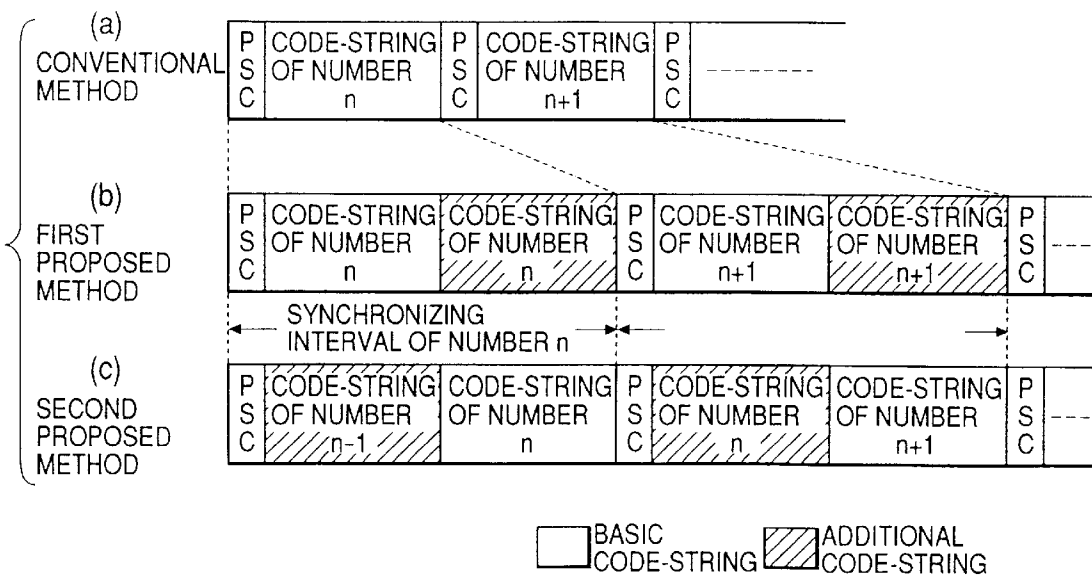 (a)
CONVENTIONAL
METHOD
P
S
C
CODE-STRING
OF NUMBER
n
P
S
C
CODE-STRING
OF NUMBER
n+1
P
S
C
(b)
FIRST
PROPOSED
METHOD
P
S
C
CODE-STRING
OF NUMBER
n
CODE-STRING
OF NUMBER
n
P
S
C
CODE-STRING
OF NUMBER
n+1
CODE-STRING
OF NUMBER
n+1
P
S
C
SYNCHRONIZING
INTERVAL OF NUMBER n
(c)
SECOND
PROPOSED
METHOD
P
S
C
CODE-STRING
OF NUMBER
n-1
CODE-STRING
OF NUMBER
n
P
S
C
CODE-STRING
OF NUMBER
n
CODE-STRING
OF NUMBER
n+1
P
S
C
BASIC
CODE-STRING
ADDITIONAL
CODE-STRING